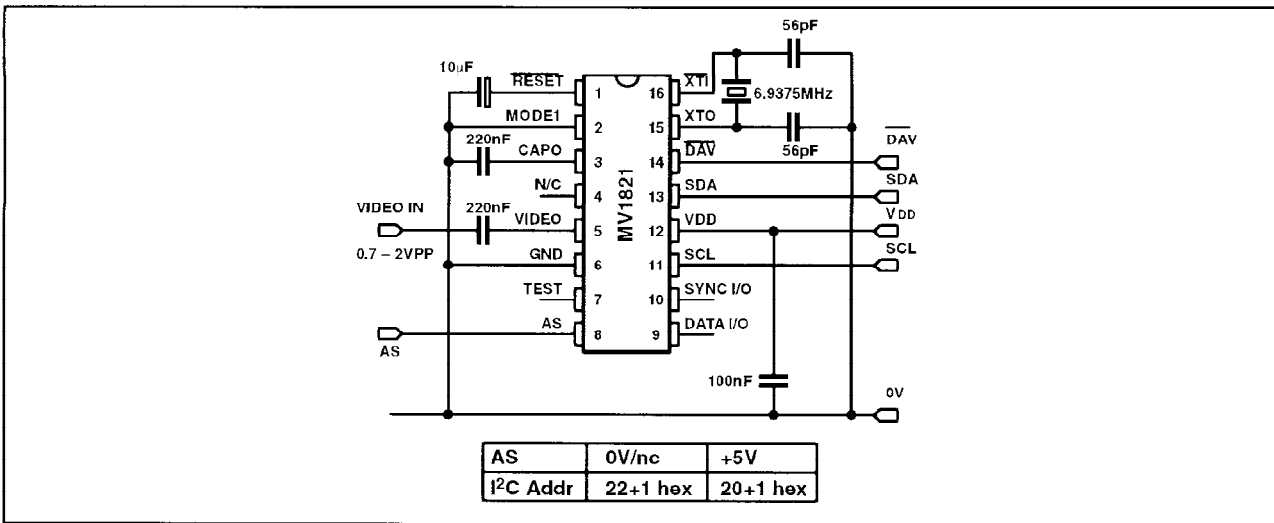 56pF
10µF
RESET
XTI
1
16
6.9375MHz
MODE1
XTO
2
15
56pF
DAV
220nF
CAPO
DAV
3
14
SDA
N/C
SDA
4
13
MV1821
VIDEO IN
220nF
VIDEO
VDD
VDD
5
12
0.7 – 2VPP
GND
SCL
SCL
6
11
TEST
SYNC I/O
7
10
AS
DATA I/O
8
9
AS
100nF
0V
AS 0V/nc +5V
I²C Addr 22+1 hex 20+1 hex